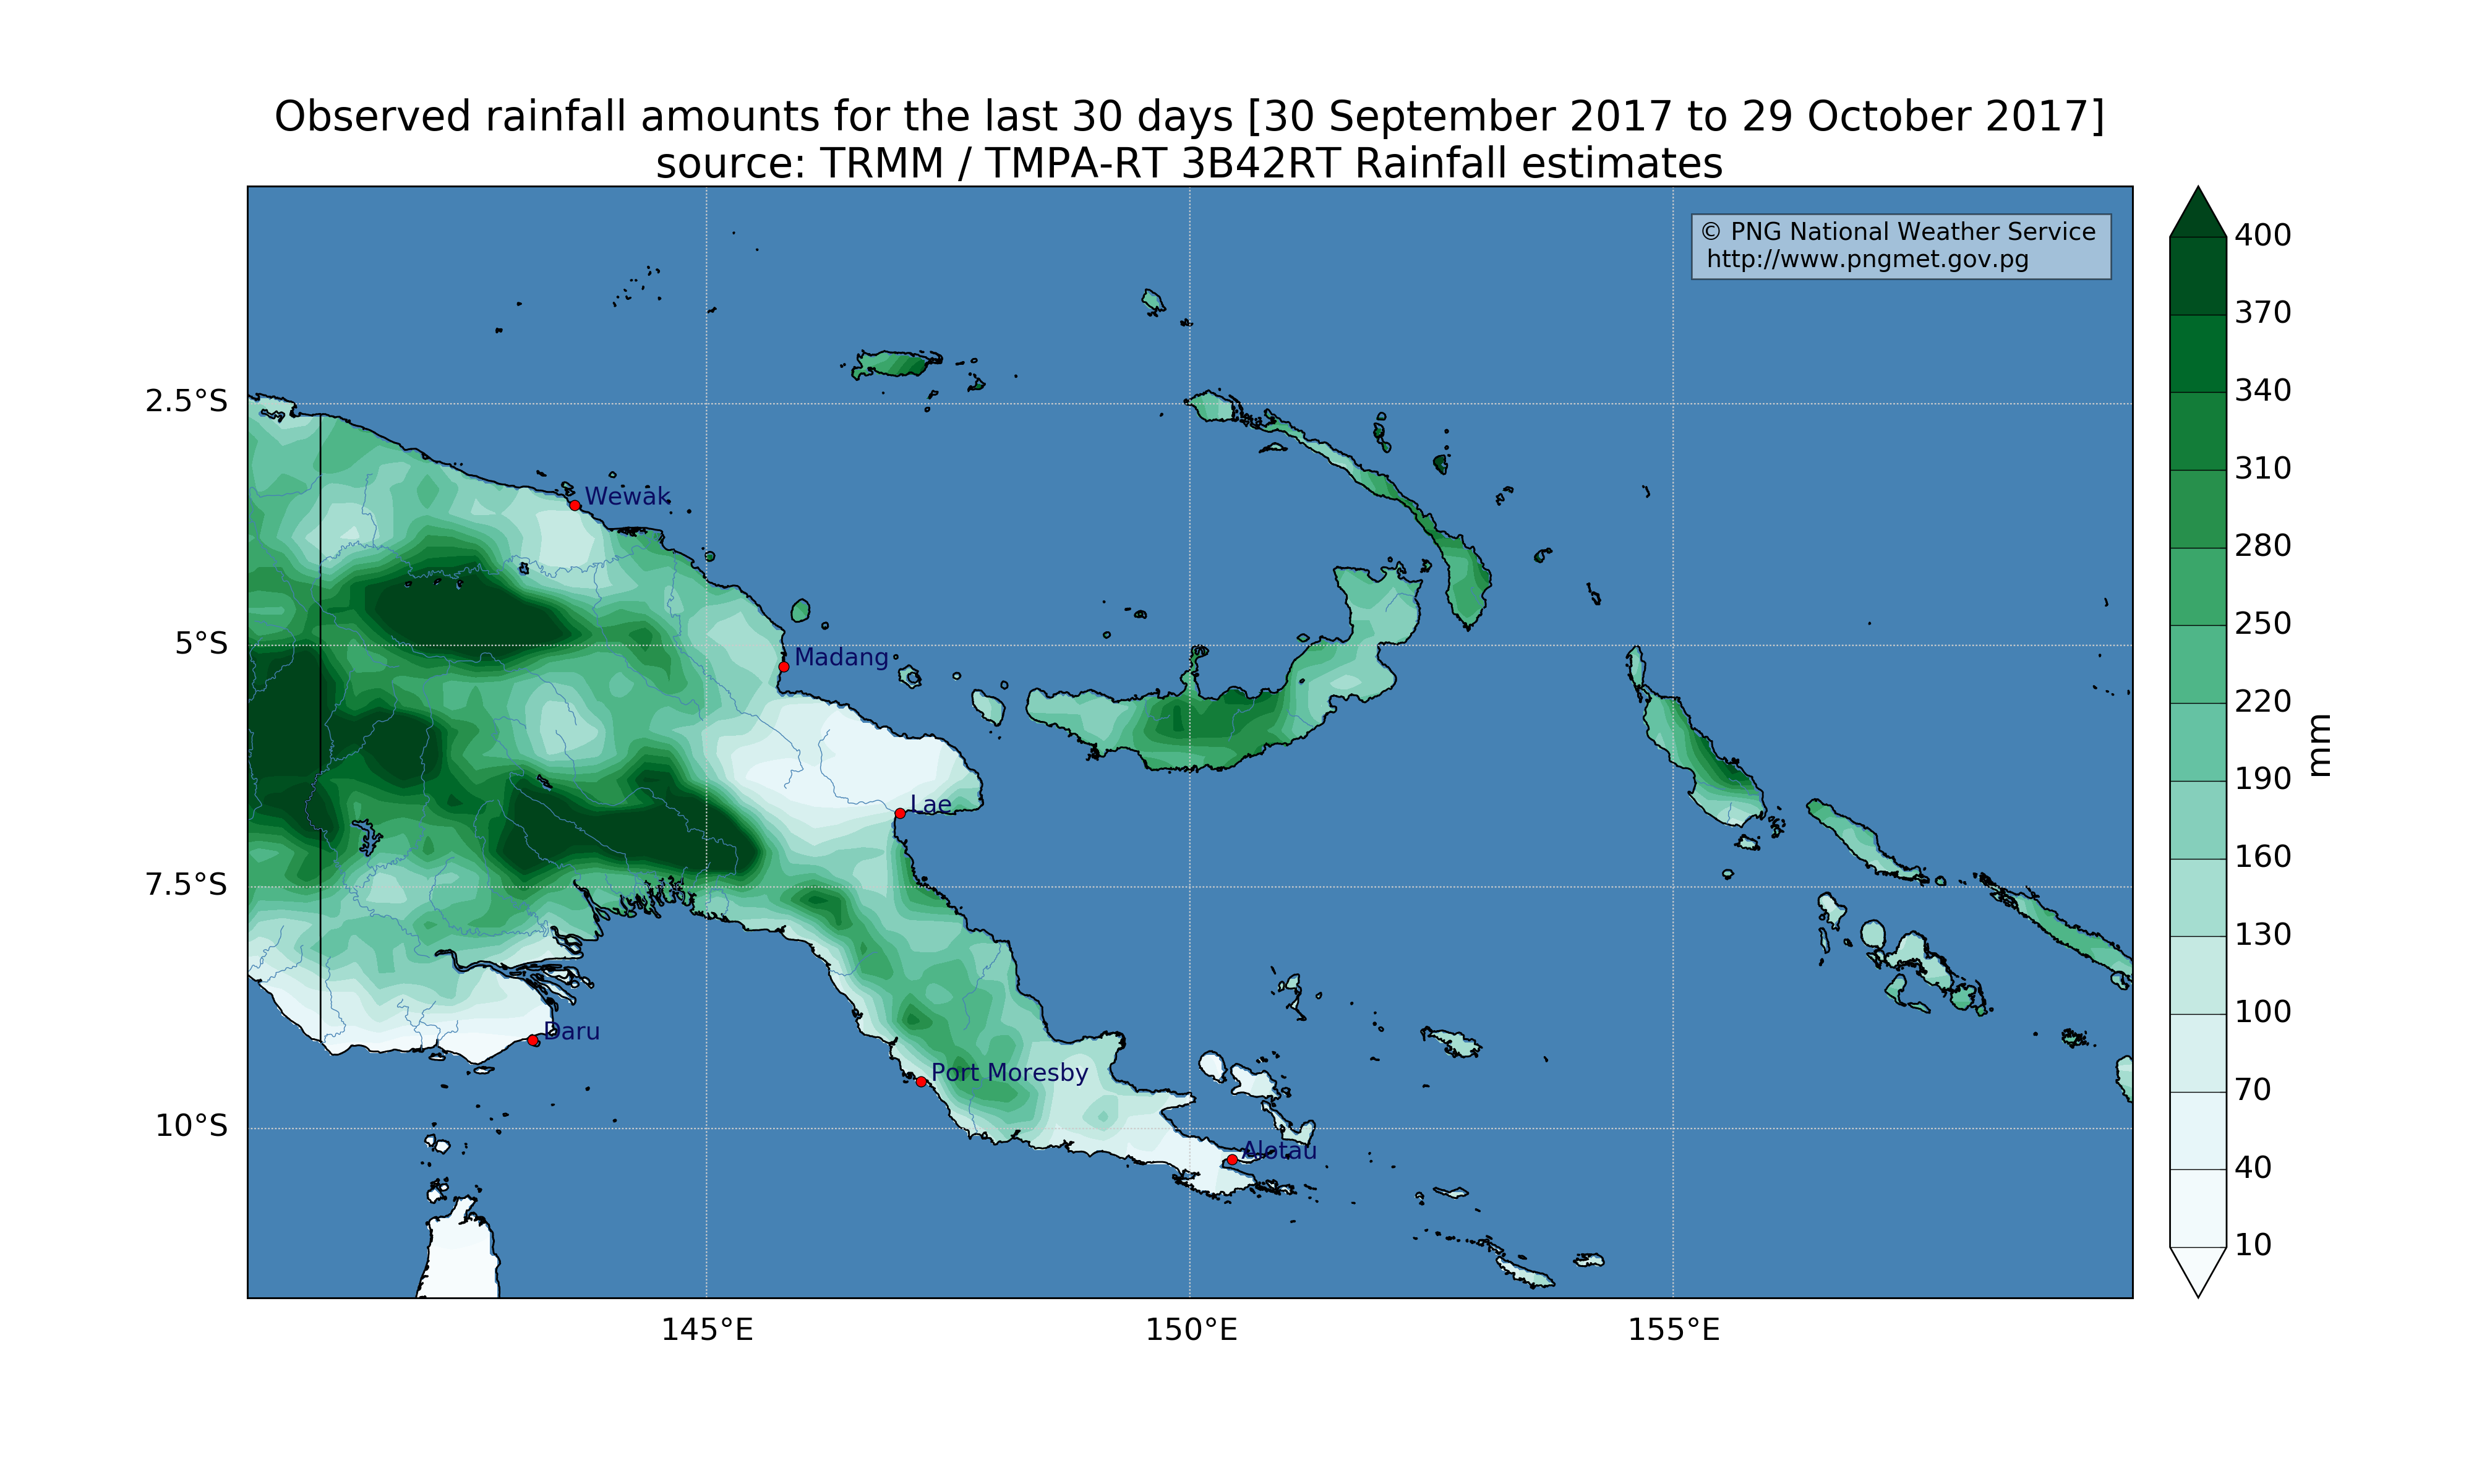 Observed rainfall amounts for the last 30 days [30 September 2017 to 29 October 2017]
source: TRMM / TMPA-RT 3B42RT Rainfall estimates
© PNG National Weather Service
http://www.pngmet.gov.pg
400
370
340
310
280
250
220
190
160
130
100
70
40
10
mm
2.5°S
5°S
7.5°S
10°S
Wewak
Madang
Lae
Daru
Port Moresby
Alotau
145°E
150°E
155°E